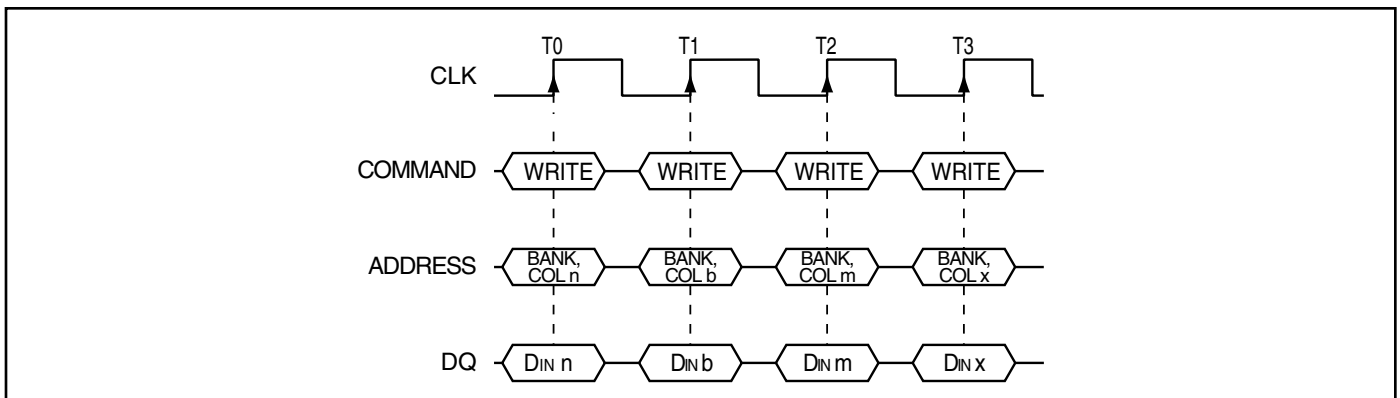 T0 T1 T2 T3
CLK
COMMAND WRITE WRITE WRITE WRITE
ADDRESS BANK, COL n BANK, COL b BANK, COL m BANK, COL x
DQ DIN n DIN b DIN m DIN x